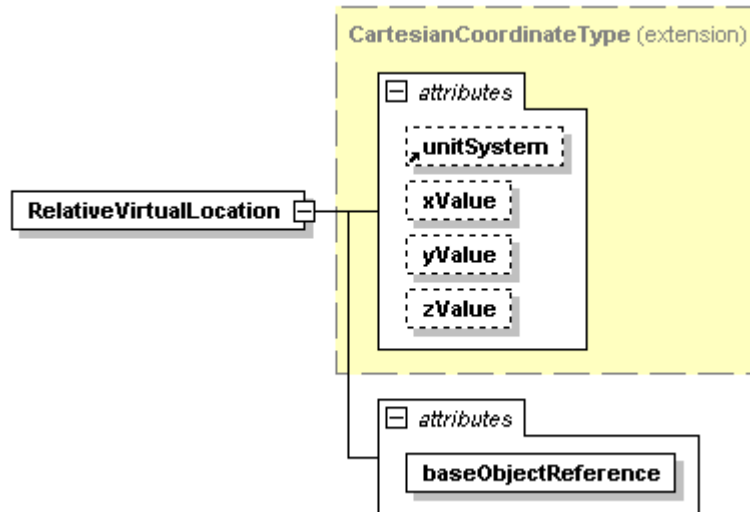 CartesianCoordinateType (extension)
attributes
unitSystem
xValue
RelativeVirtualLocation
yValue
zValue
attributes
baseObjectReference